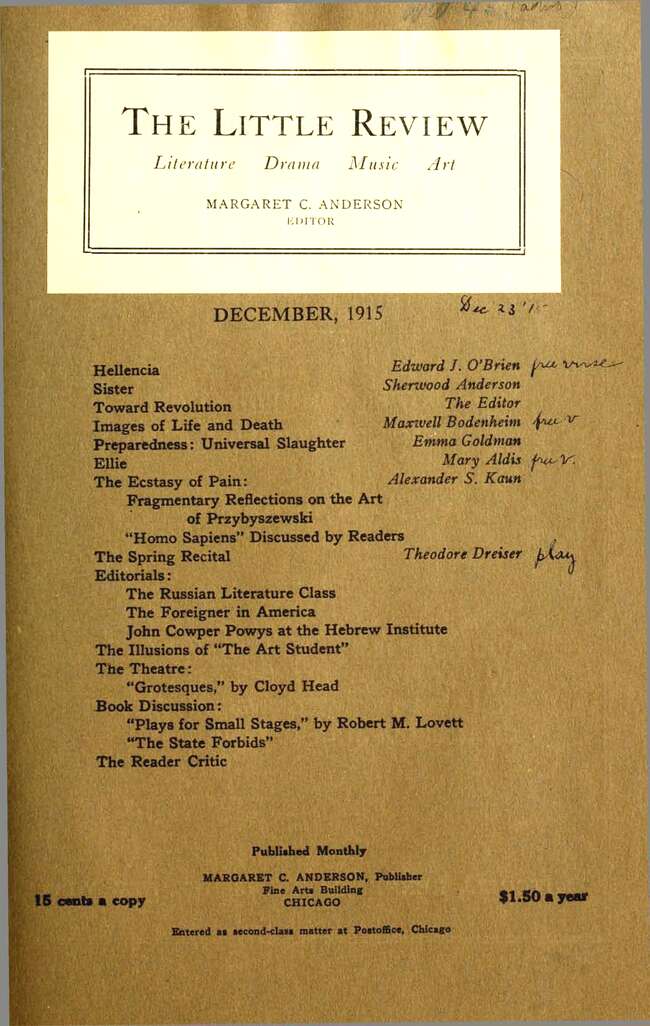 THE LITTLE REVIEW
Literature Drama Music Art
MARGARET C. ANDERSON
EDITOR
DECEMBER, 1915 Dec 23 '15
Hellencia Edward J. O'Brien free verse
Sister Sherwood Anderson
Toward Revolution The Editor
Images of Life and Death Maxwell Bodenheim free v
Preparedness: Universal Slaughter Emma Goldman
Ellie Mary Aldis free v.
The Ecstasy of Pain: Alexander S. Kaun
Fragmentary Reflections on the Art
of Przybyszewski
"Homo Sapiens" Discussed by Readers
The Spring Recital Theodore Dreiser play
Editorials:
The Russian Literature Class
The Foreigner in America
John Cowper Powys at the Hebrew Institute
The Illusions of "The Art Student"
The Theatre:
"Grotesques," by Cloyd Head
Book Discussion:
"Plays for Small Stages," by Robert M. Lovett
"The State Forbids"
The Reader Critic
Published Monthly
MARGARET C. ANDERSON, Publisher
Fine Arts Building
15 cents a copy CHICAGO $1.50 a year
Entered as second-class matter at Postoffice, Chicago